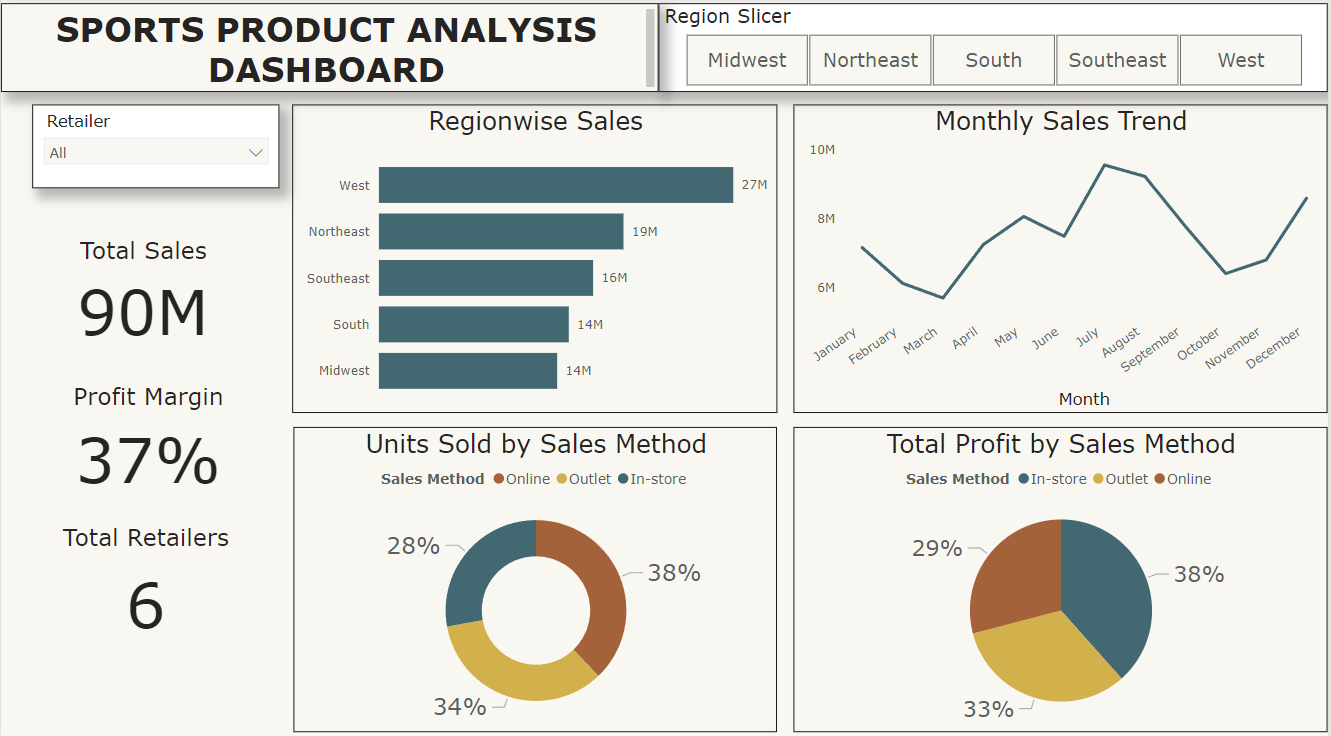 SPORTS PRODUCT ANALYSIS
DASHBOARD
Region Slicer
Midwest
Northeast
South
Southeast
West
Retailer
All
Total Sales
90M
Profit Margin
37%
Total Retailers
6
Regionwise Sales
West 27M
Northeast 19M
Southeast 16M
South 14M
Midwest 14M
Monthly Sales Trend
10M
8M
6M
January February March April May June July August September October November December
Month
Units Sold by Sales Method
Sales Method Online Outlet In-store
28%
38%
34%
Total Profit by Sales Method
Sales Method In-store Outlet Online
29%
38%
33%